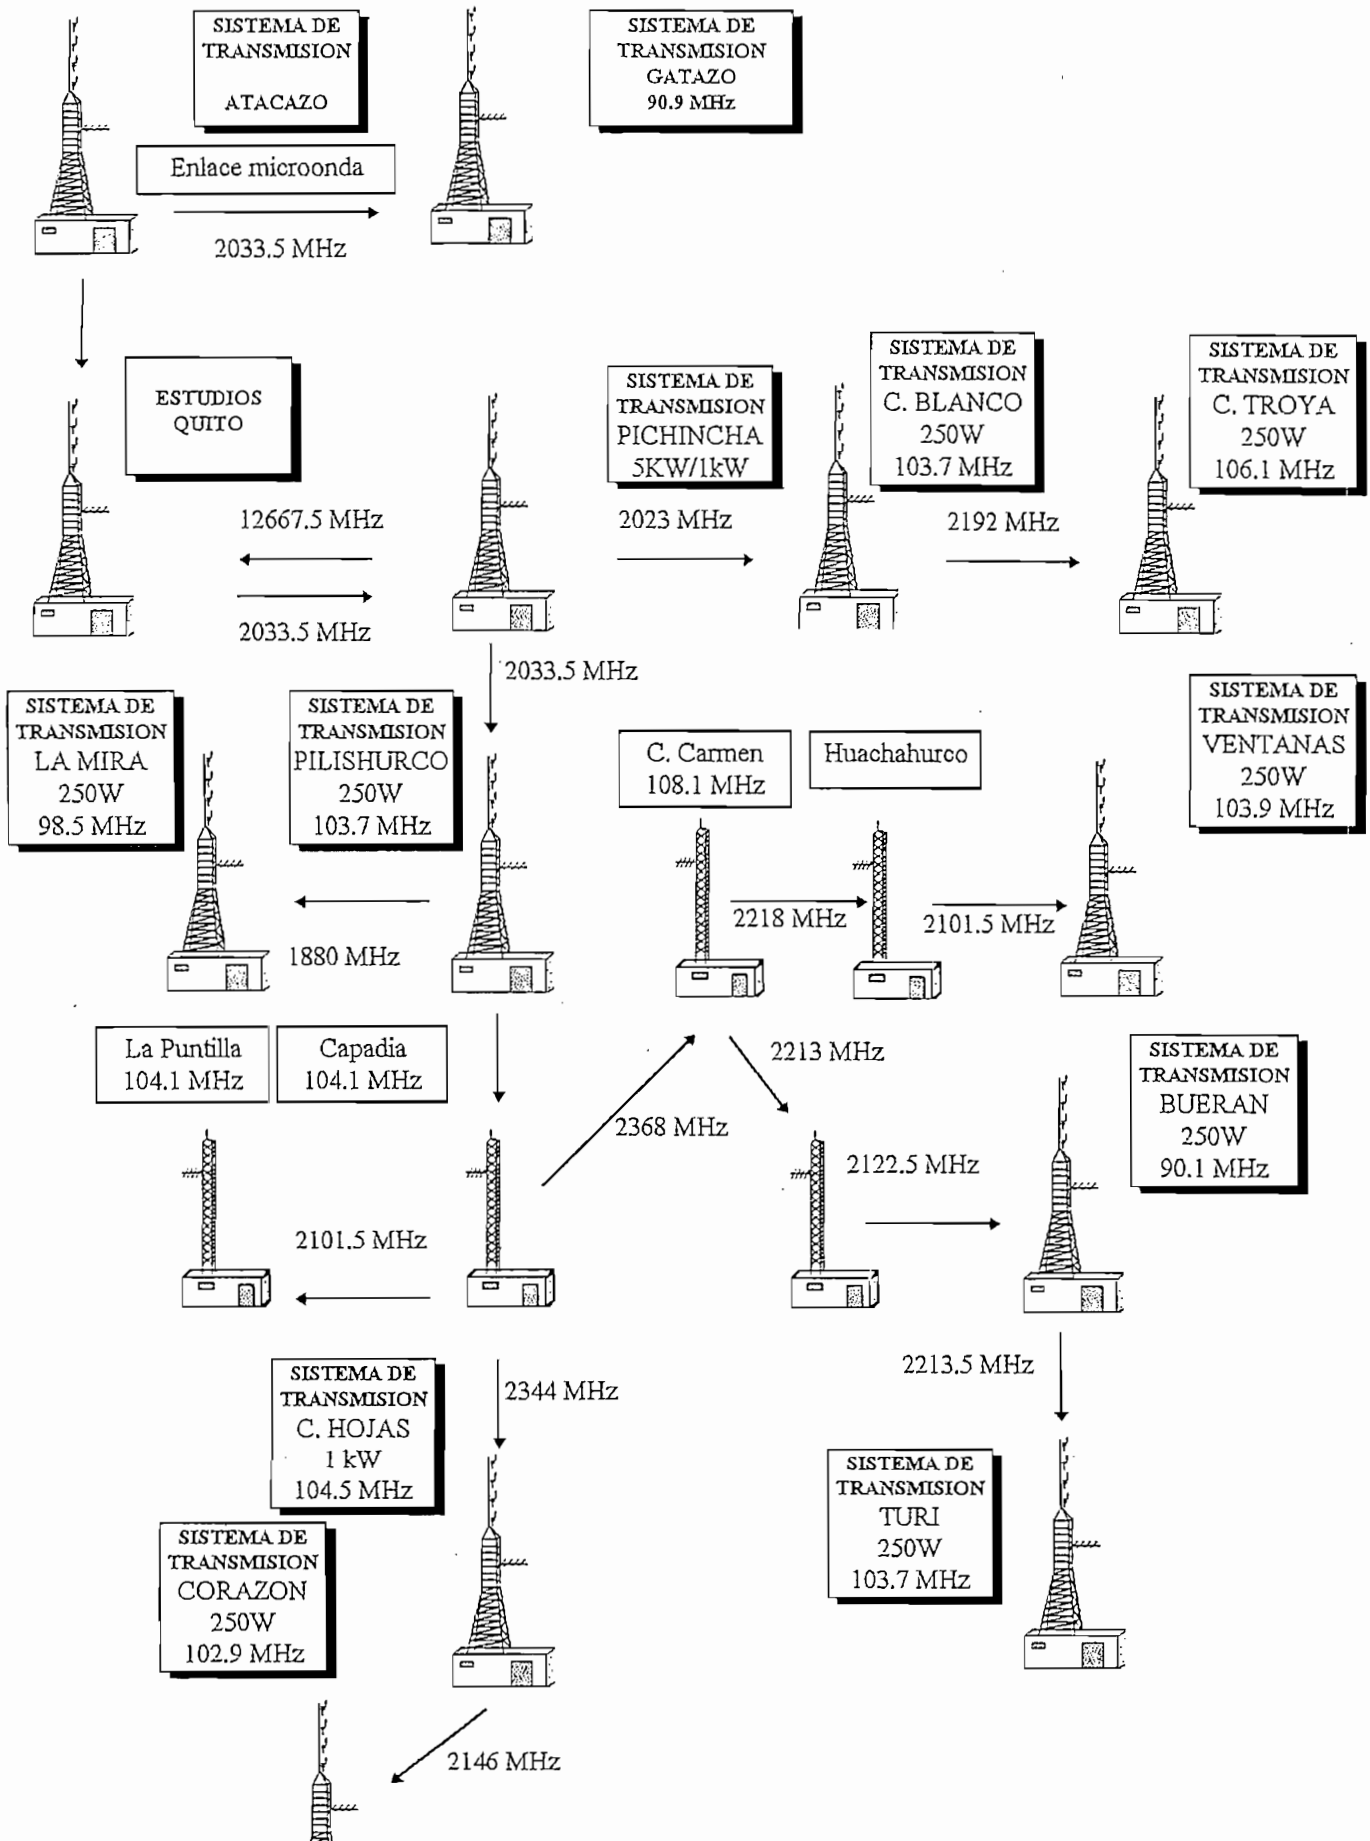 SISTEMA DE
TRANSMISION
ATACAZO
SISTEMA DE
TRANSMISION
GATAZO
90.9 MHz
Enlace microonda
2033.5 MHz
ESTUDIOS
QUITO
SISTEMA DE
TRANSMISION
PICHINCHA
5KW/1kW
SISTEMA DE
TRANSMISION
C. BLANCO
250W
103.7 MHz
SISTEMA DE
TRANSMISION
C. TROYA
250W
106.1 MHz
12667.5 MHz
2023 MHz
2192 MHz
2033.5 MHz
2033.5 MHz
SISTEMA DE
TRANSMISION
LA MIRA
250W
98.5 MHz
SISTEMA DE
TRANSMISION
PILISHURCO
250W
103.7 MHz
C. Carmen
108.1 MHz
Huachahurco
SISTEMA DE
TRANSMISION
VENTANAS
250W
103.9 MHz
2218 MHz
2101.5 MHz
1880 MHz
La Puntilla
104.1 MHz
Capadia
104.1 MHz
2213 MHz
2368 MHz
SISTEMA DE
TRANSMISION
BUERAN
250W
90.1 MHz
2122.5 MHz
2101.5 MHz
SISTEMA DE
TRANSMISION
C. HOJAS
1 kW
104.5 MHz
2344 MHz
2213.5 MHz
SISTEMA DE
TRANSMISION
TURI
250W
103.7 MHz
SISTEMA DE
TRANSMISION
CORAZON
250W
102.9 MHz
2146 MHz